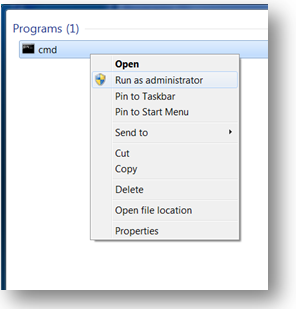 Programs (1)
cmd
Open
Run as administrator
Pin to Taskbar
Pin to Start Menu
Send to
Cut
Copy
Delete
Open file location
Properties